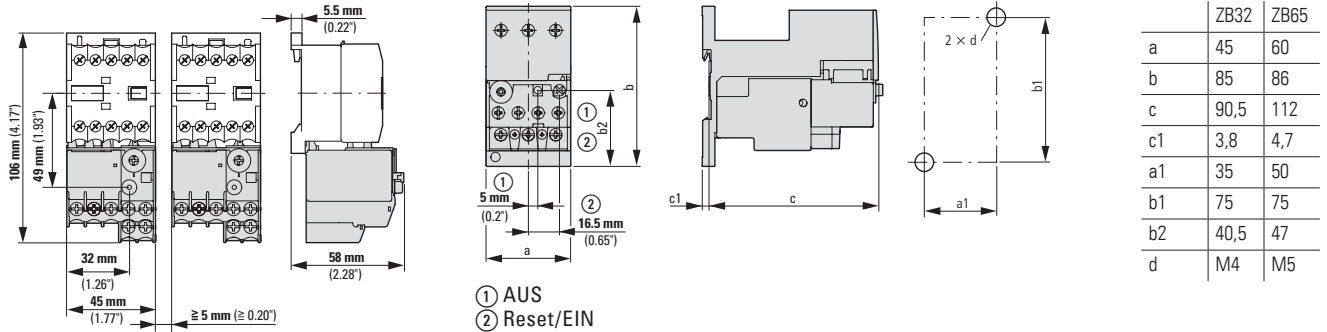 106 mm (4.17")
49 mm (1.93")
32 mm
(1.26")
45 mm
(1.77")
≧ 5 mm (≧ 0.20")
5.5 mm
(0.22")
58 mm
(2.28")
b
b2
①
②
①
5 mm
(0.2")
②
16.5 mm
(0.65")
a
① AUS
② Reset/EIN
c1
c
2 × d
b1
a1
ZB32 ZB65
a 45 60
b 85 86
c 90,5 112
c1 3,8 4,7
a1 35 50
b1 75 75
b2 40,5 47
d M4 M5